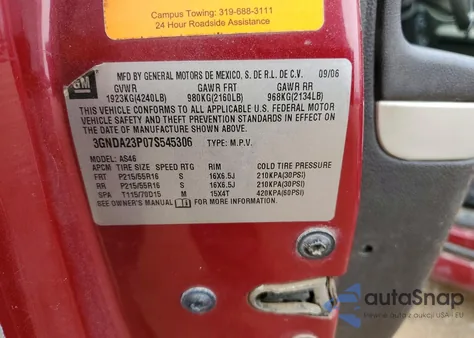 Campus Towing: 319-688-3111
24 Hour Roadside Assistance
GM
MFD BY GENERAL MOTORS DE MEXICO, S. DE R.L. DE C.V. 09/06
GVWR GAWR FRT GAWR RR
1923KG(4240LB) 980KG(2160LB) 968KG(2134LB)
THIS VEHICLE CONFORMS TO ALL APPLICABLE U.S. FEDERAL MOTOR
VEHICLE SAFETY AND THEFT PREVENTION STANDARDS IN EFFECT ON
THE DATE OF MANUFACTURE SHOWN ABOVE.
3GNDA23P07S545306 TYPE: M.P.V.
MODEL: AS46
APCM TIRE SIZE SPEED RTG RIM COLD TIRE PRESSURE
FRT P215/55R16 S 16X6.5J 210KPA(30PSI)
RR P215/55R16 S 16X6.5J 210KPA(30PSI)
SPA T115/70D15 M 15X4T 420KPA(60PSI)
SEE OWNER'S MANUAL FOR MORE INFORMATION.
autoSnap